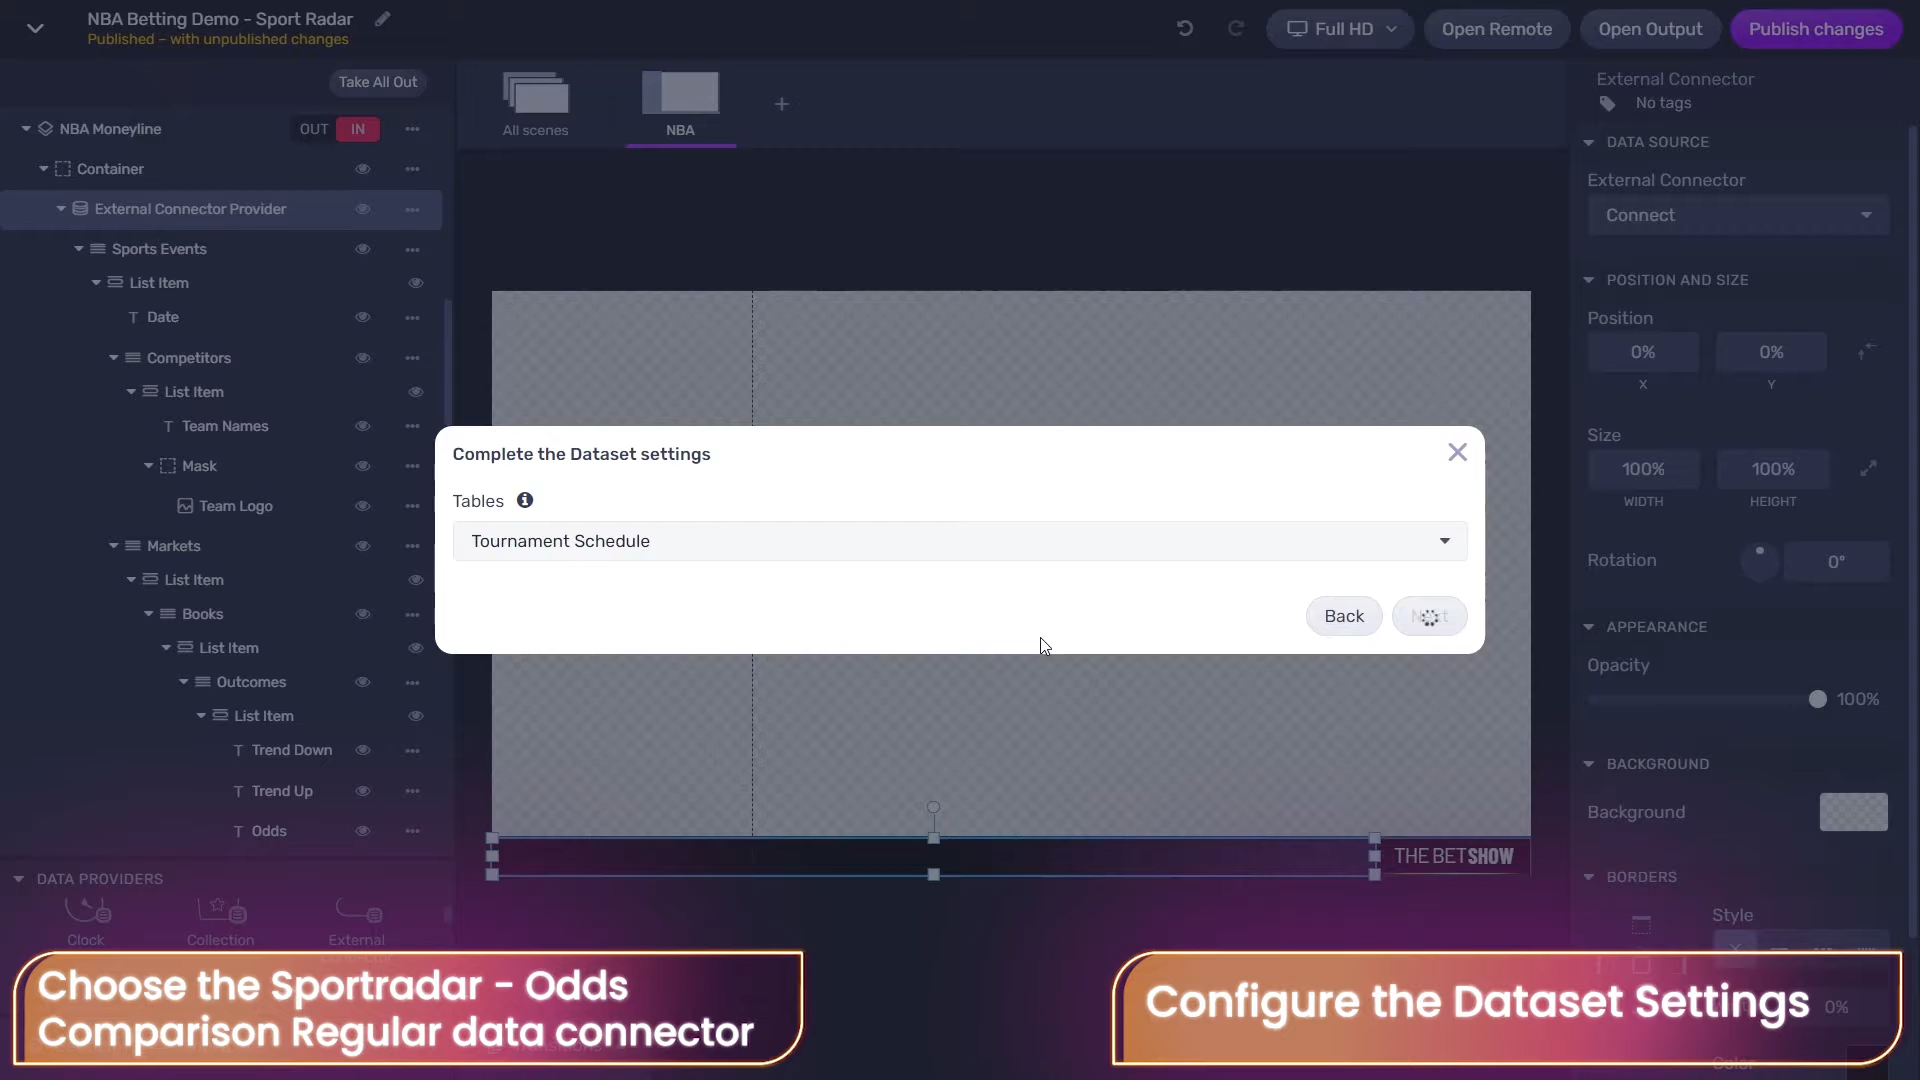 NBA Betting Demo - Sport Radar
Published – with unpublished changes
Full HD
Open Remote
Open Output
Publish changes
Take All Out
NBA Moneyline
OUT
IN
Container
External Connector Provider
Sports Events
List Item
Date
Competitors
List Item
Team Names
Mask
Team Logo
Markets
List Item
Books
List Item
Outcomes
List Item
Trend Down
Trend Up
Odds
DATA PROVIDERS
Clock
Collection
External
All scenes
NBA
Complete the Dataset settings
Tables
Tournament Schedule
Back
Next
THE BETSHOW
External Connector
No tags
DATA SOURCE
External Connector
Connect
POSITION AND SIZE
Position
0%
0%
X
Y
Size
100%
100%
WIDTH
HEIGHT
Rotation
0°
APPEARANCE
Opacity
100%
BACKGROUND
Background
BORDERS
Style
0%
Color
Choose the Sportradar - Odds
Comparison Regular data connector
Configure the Dataset Settings